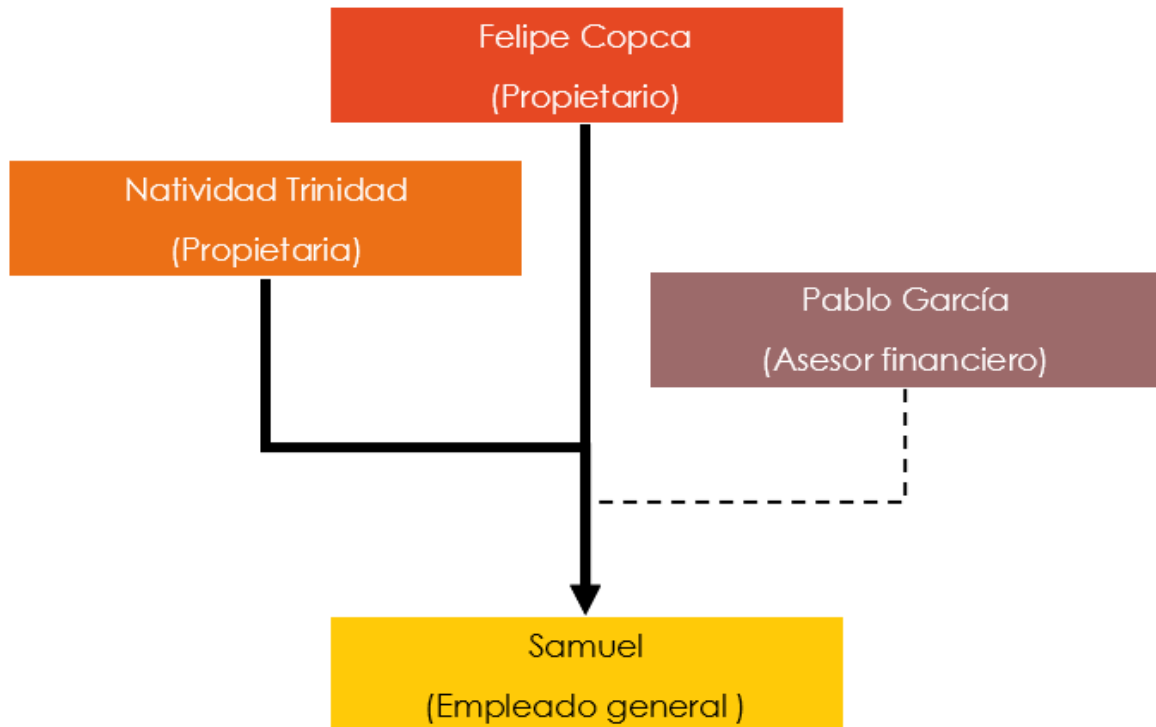 Felipe Copca
(Propietario)
Natividad Trinidad
(Propietaria)
Pablo García
(Asesor financiero)
Samuel
(Empleado general )